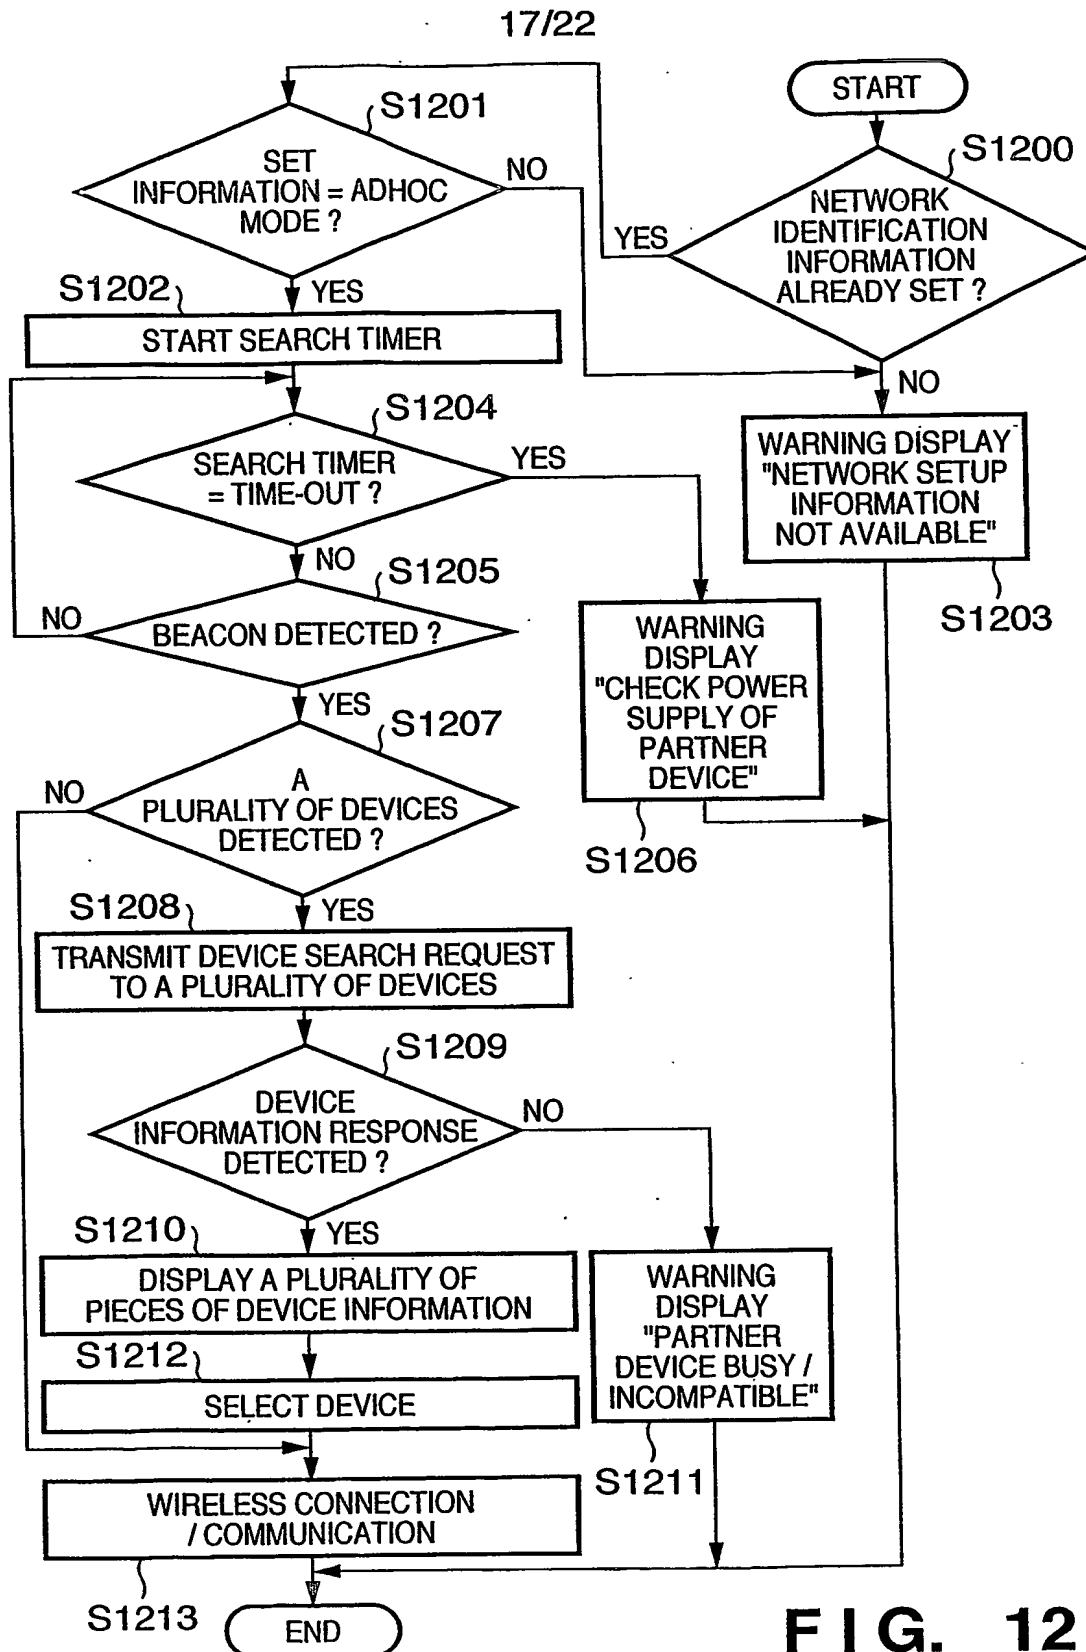 17/22
START
S1200
NETWORK
IDENTIFICATION
INFORMATION
ALREADY SET ?
YES
NO
S1201
SET
INFORMATION = ADHOC
MODE ?
NO
YES
S1202
START SEARCH TIMER
WARNING DISPLAY
"NETWORK SETUP
INFORMATION
NOT AVAILABLE"
S1203
S1204
SEARCH TIMER
= TIME-OUT ?
YES
NO
S1205
BEACON DETECTED ?
NO
YES
WARNING
DISPLAY
"CHECK POWER
SUPPLY OF
PARTNER
DEVICE"
S1206
S1207
A
PLURALITY OF DEVICES
DETECTED ?
NO
YES
S1208
TRANSMIT DEVICE SEARCH REQUEST
TO A PLURALITY OF DEVICES
S1209
DEVICE
INFORMATION RESPONSE
DETECTED ?
NO
YES
S1210
DISPLAY A PLURALITY OF
PIECES OF DEVICE INFORMATION
WARNING
DISPLAY
"PARTNER
DEVICE BUSY /
INCOMPATIBLE"
S1211
S1212
SELECT DEVICE
WIRELESS CONNECTION
/ COMMUNICATION
S1213
END
FIG. 12